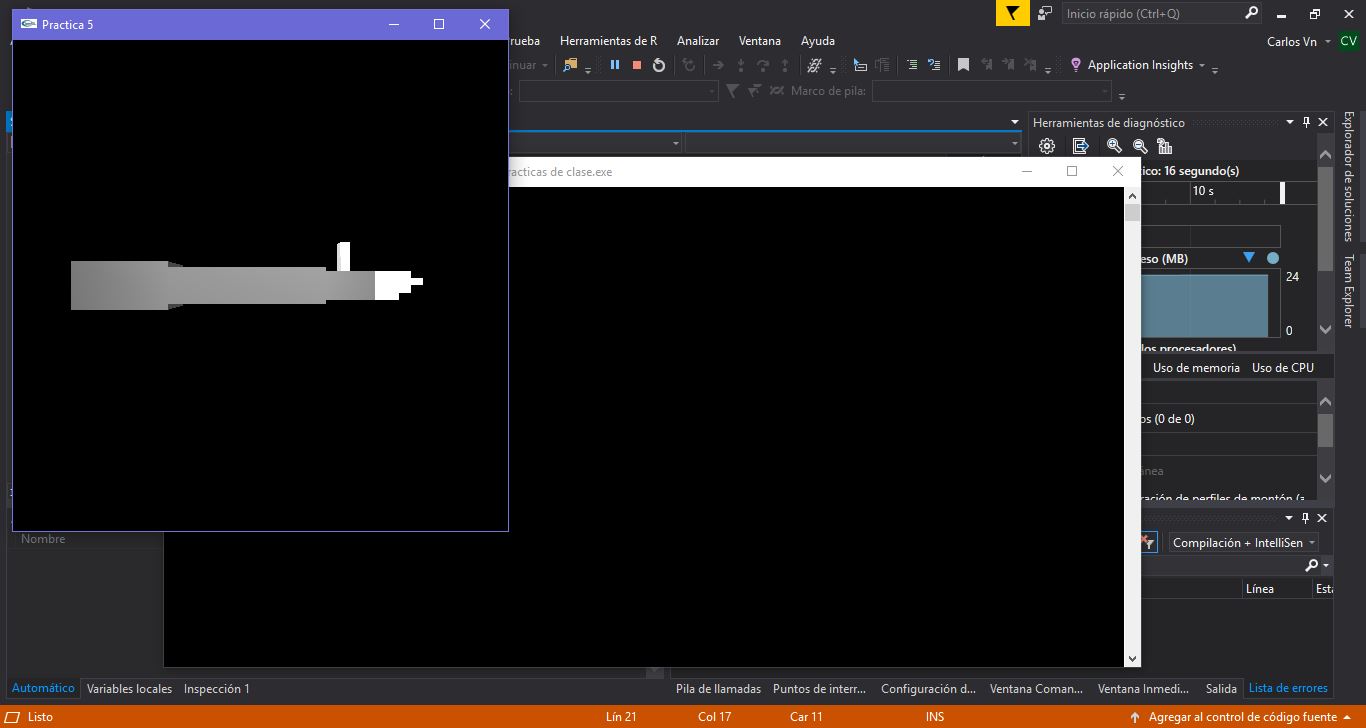 Practica 5
Inicio rápido (Ctrl+Q)
rueba Herramientas de R Analizar Ventana Ayuda
Carlos Vn CV
nuar
Application Insights
Marco de pila:
Herramientas de diagnóstico
racticas de clase.exe
tico: 16 segundo(s)
10 s
eso (MB)
24
0
los procesadores)
Uso de memoria Uso de CPU
os (0 de 0)
ánea
ración de perfiles de montón (a
Nombre
Compilación + IntelliSen
Línea Esta
Explorador de soluciones
Team Explorer
Automático Variables locales Inspección 1
Pila de llamadas Puntos de interr... Configuración d... Ventana Coman... Ventana Inmedi... Salida Lista de errores
Listo Lín 21 Col 17 Car 11 INS Agregar al control de código fuente